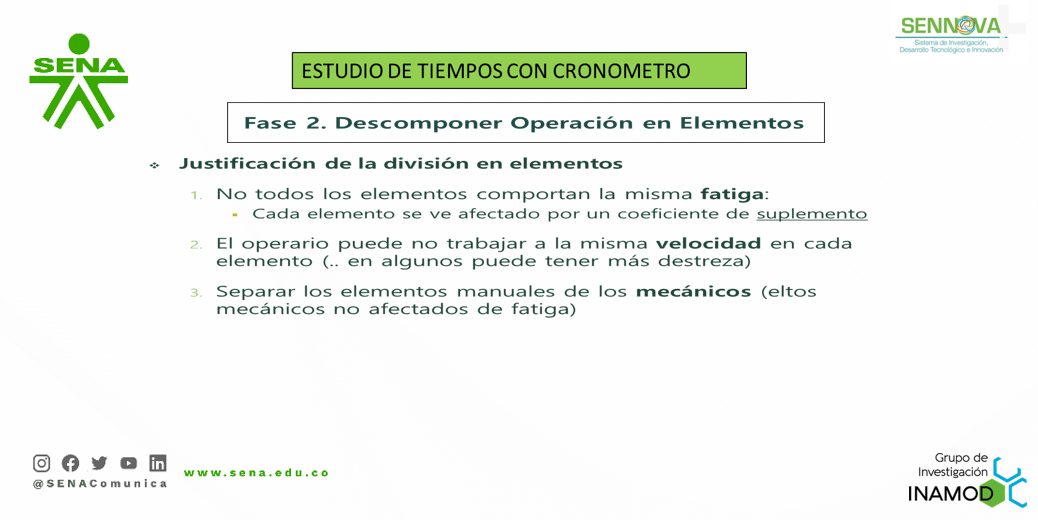 SENNOVA
Sistema de Investigación,
Desarrollo Tecnológico e Innovación
SENA
ESTUDIO DE TIEMPOS CON CRONOMETRO
Fase 2. Descomponer Operación en Elementos
❖ Justificación de la división en elementos
1. No todos los elementos comportan la misma fatiga:
▪ Cada elemento se ve afectado por un coeficiente de suplemento
2. El operario puede no trabajar a la misma velocidad en cada
elemento (.. en algunos puede tener más destreza)
3. Separar los elementos manuales de los mecánicos (eltos
mecánicos no afectados de fatiga)
@SENAComunica
www.sena.edu.co
Grupo de
Investigación
INAMOD